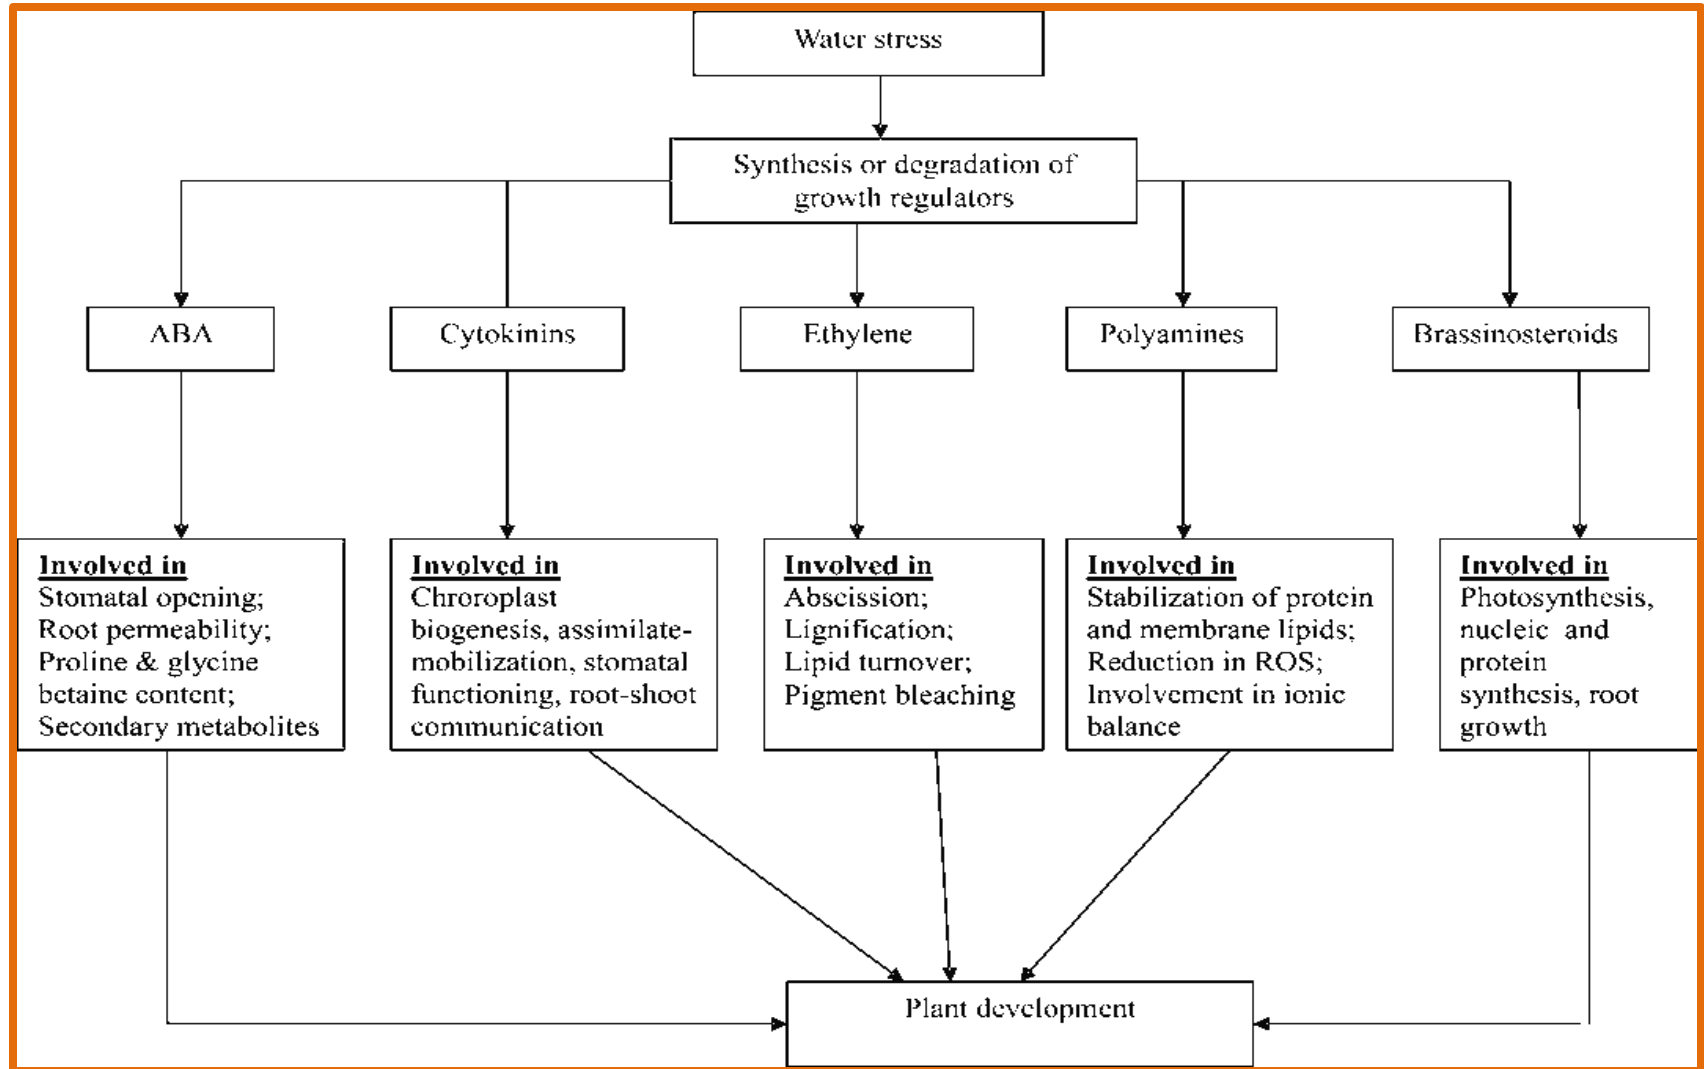 Water stress
Synthesis or degradation of
growth regulators
ABA
Cytokinins
Ethylene
Polyamines
Brassinosteroids
Involved in
Stomatal opening;
Root permeability;
Proline & glycine
betaine content;
Secondary metabolites
Involved in
Chroroplast
biogenesis, assimilate-
mobilization, stomatal
functioning, root-shoot
communication
Involved in
Abscission;
Lignification;
Lipid turnover;
Pigment bleaching
Involved in
Stabilization of protein
and membrane lipids;
Reduction in ROS;
Involvement in ionic
balance
Involved in
Photosynthesis,
nucleic and
protein
synthesis, root
growth
Plant development